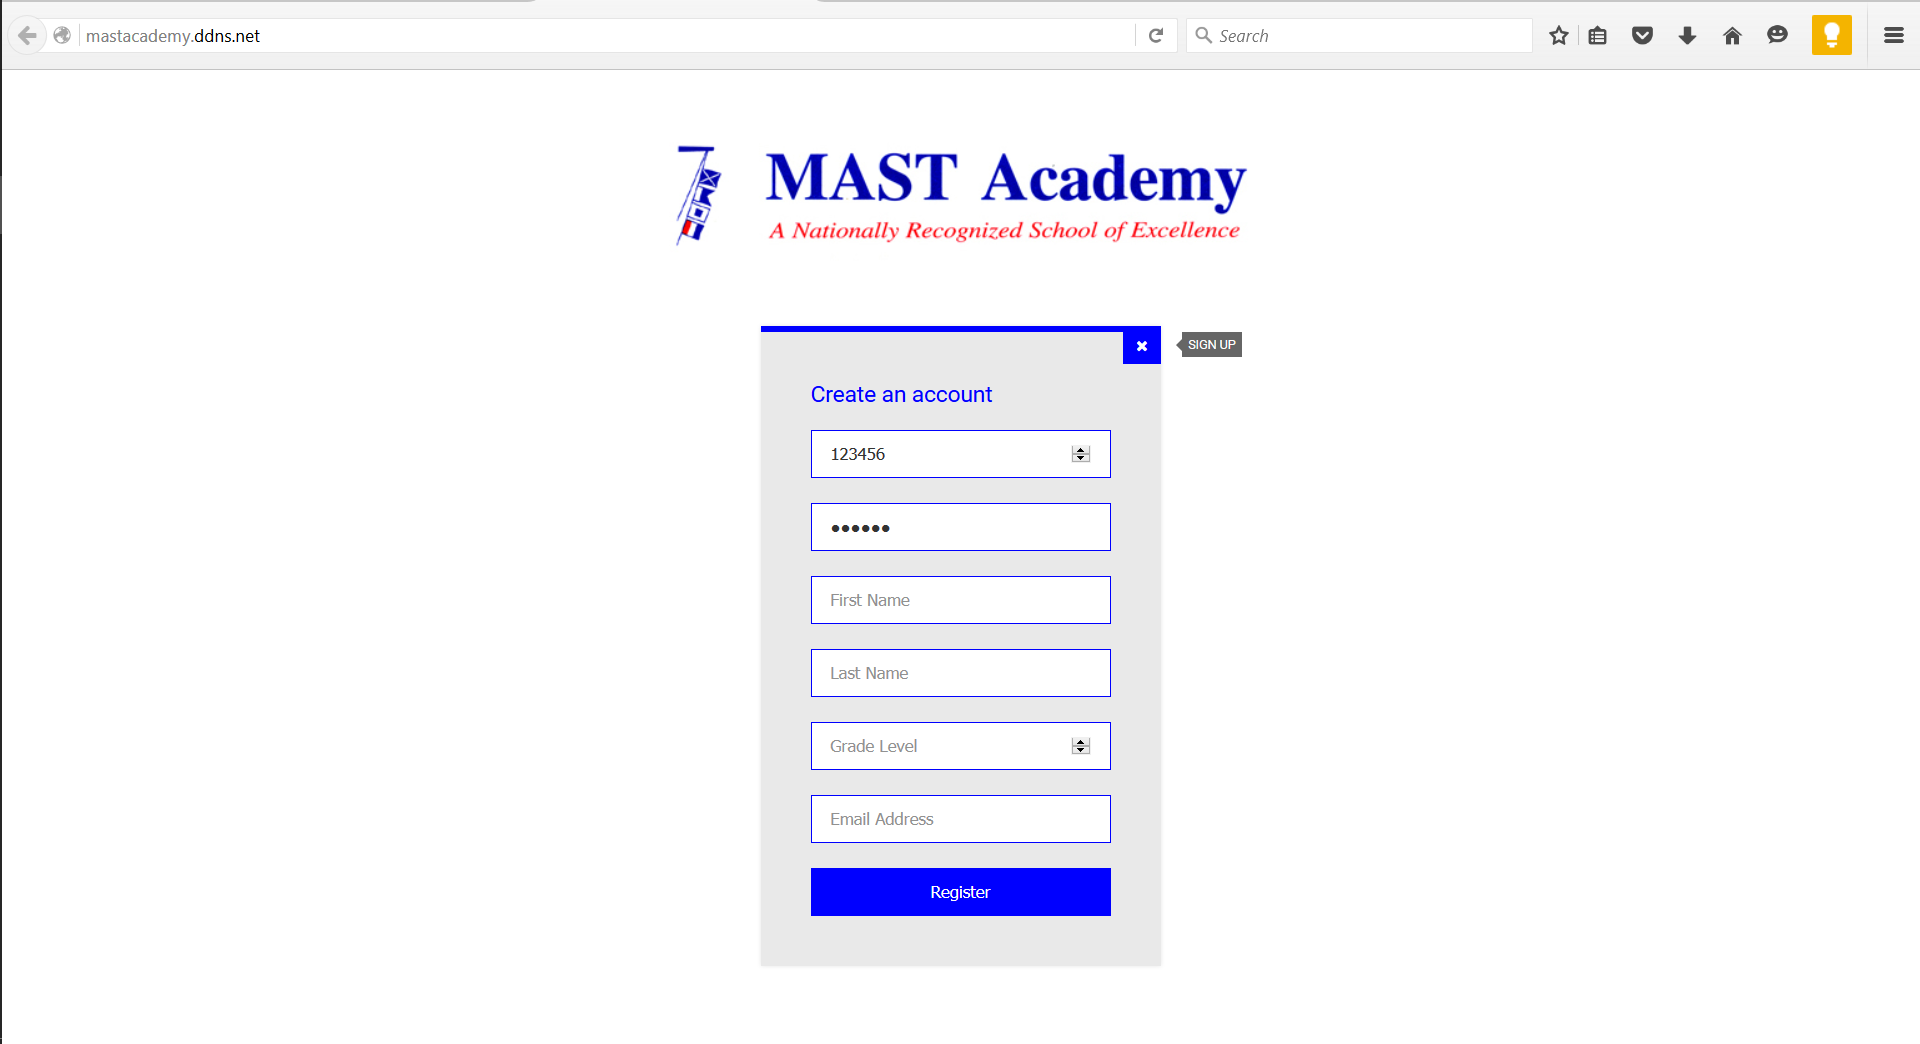 mastacademy.ddns.net
Search
MAST Academy
A Nationally Recognized School of Excellence
SIGN UP
Create an account
123456
••••••
First Name
Last Name
Grade Level
Email Address
Register